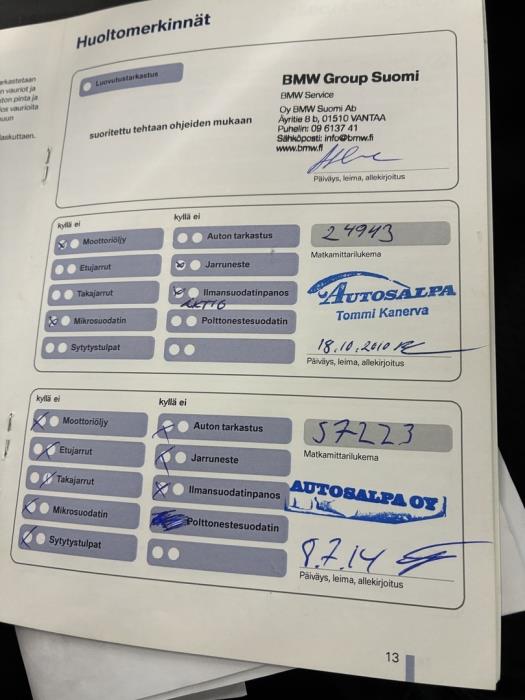 Huoltomerkinnät
Luovutustarkastus
suoritettu tehtaan ohjeiden mukaan
BMW Group Suomi
BMW Service
Oy BMW Suomi Ab
Äyritie 8 b, 01510 VANTAA
Puhelin: 09 6137 41
Sähköposti: info@bmw.fi
www.bmw.fi
Päiväys, leima, allekirjoitus
kyllä ei
Moottoriöljy
Etujarrut
Takajarrut
Mikrosuodatin
Sytytystulpat
kyllä ei
Auton tarkastus
Jarruneste
Ilmansuodatinpanos
Polttonestesuodatin
24943
Matkamittarilukema
AUTOSALPA
Tommi Kanerva
18.10.2010
Päiväys, leima, allekirjoitus
kyllä ei
Moottoriöljy
Etujarrut
Takajarrut
Mikrosuodatin
Sytytystulpat
kyllä ei
Auton tarkastus
Jarruneste
Ilmansuodatinpanos
Polttonestesuodatin
57223
Matkamittarilukema
AUTOSALPA OY
8.7.14
Päiväys, leima, allekirjoitus
13